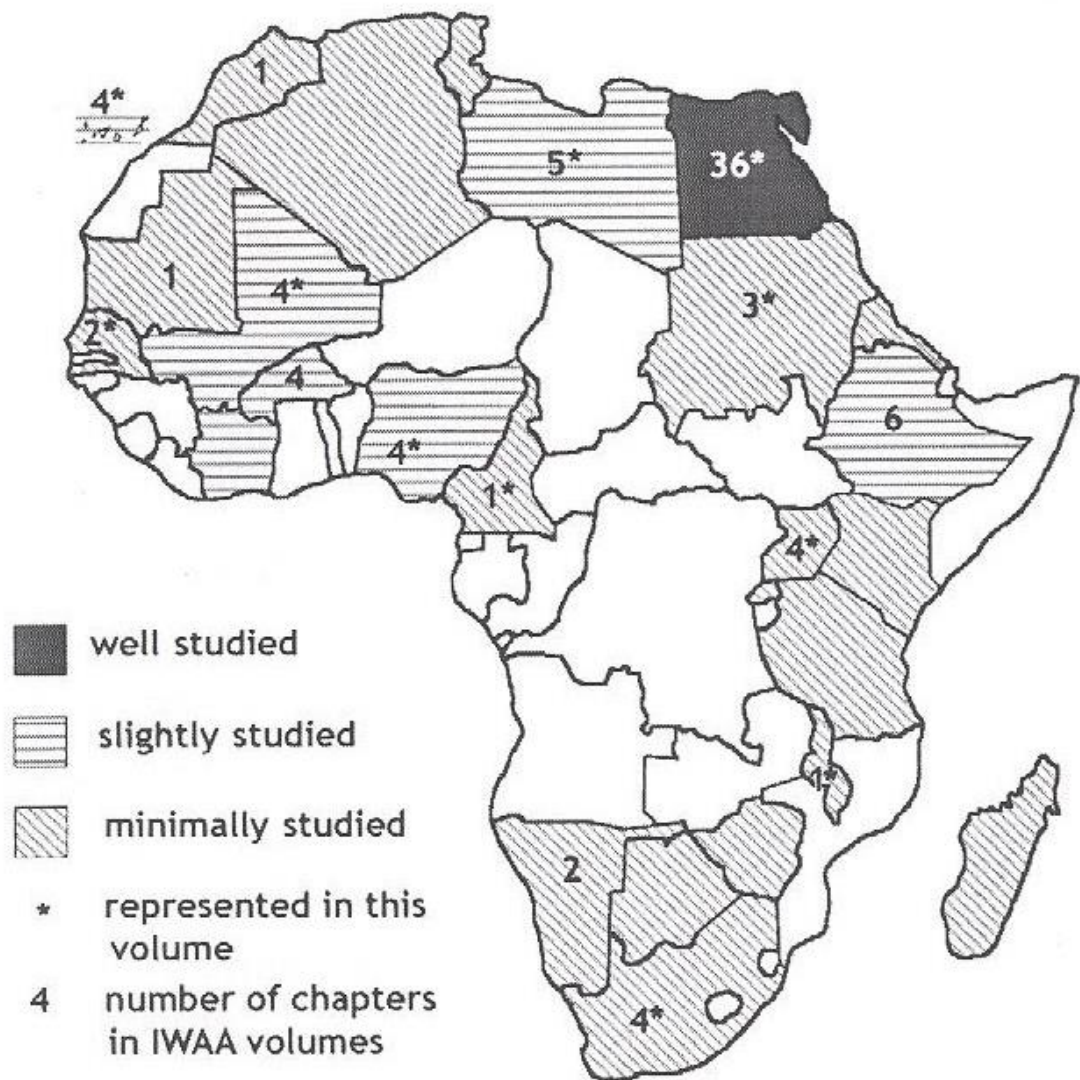 1
4*
5*
36*
1
4*
3*
2*
4
6
4*
1*
4*
1*
2
4*
well studied
slightly studied
minimally studied
* represented in this
volume
4 number of chapters
in IWAA volumes